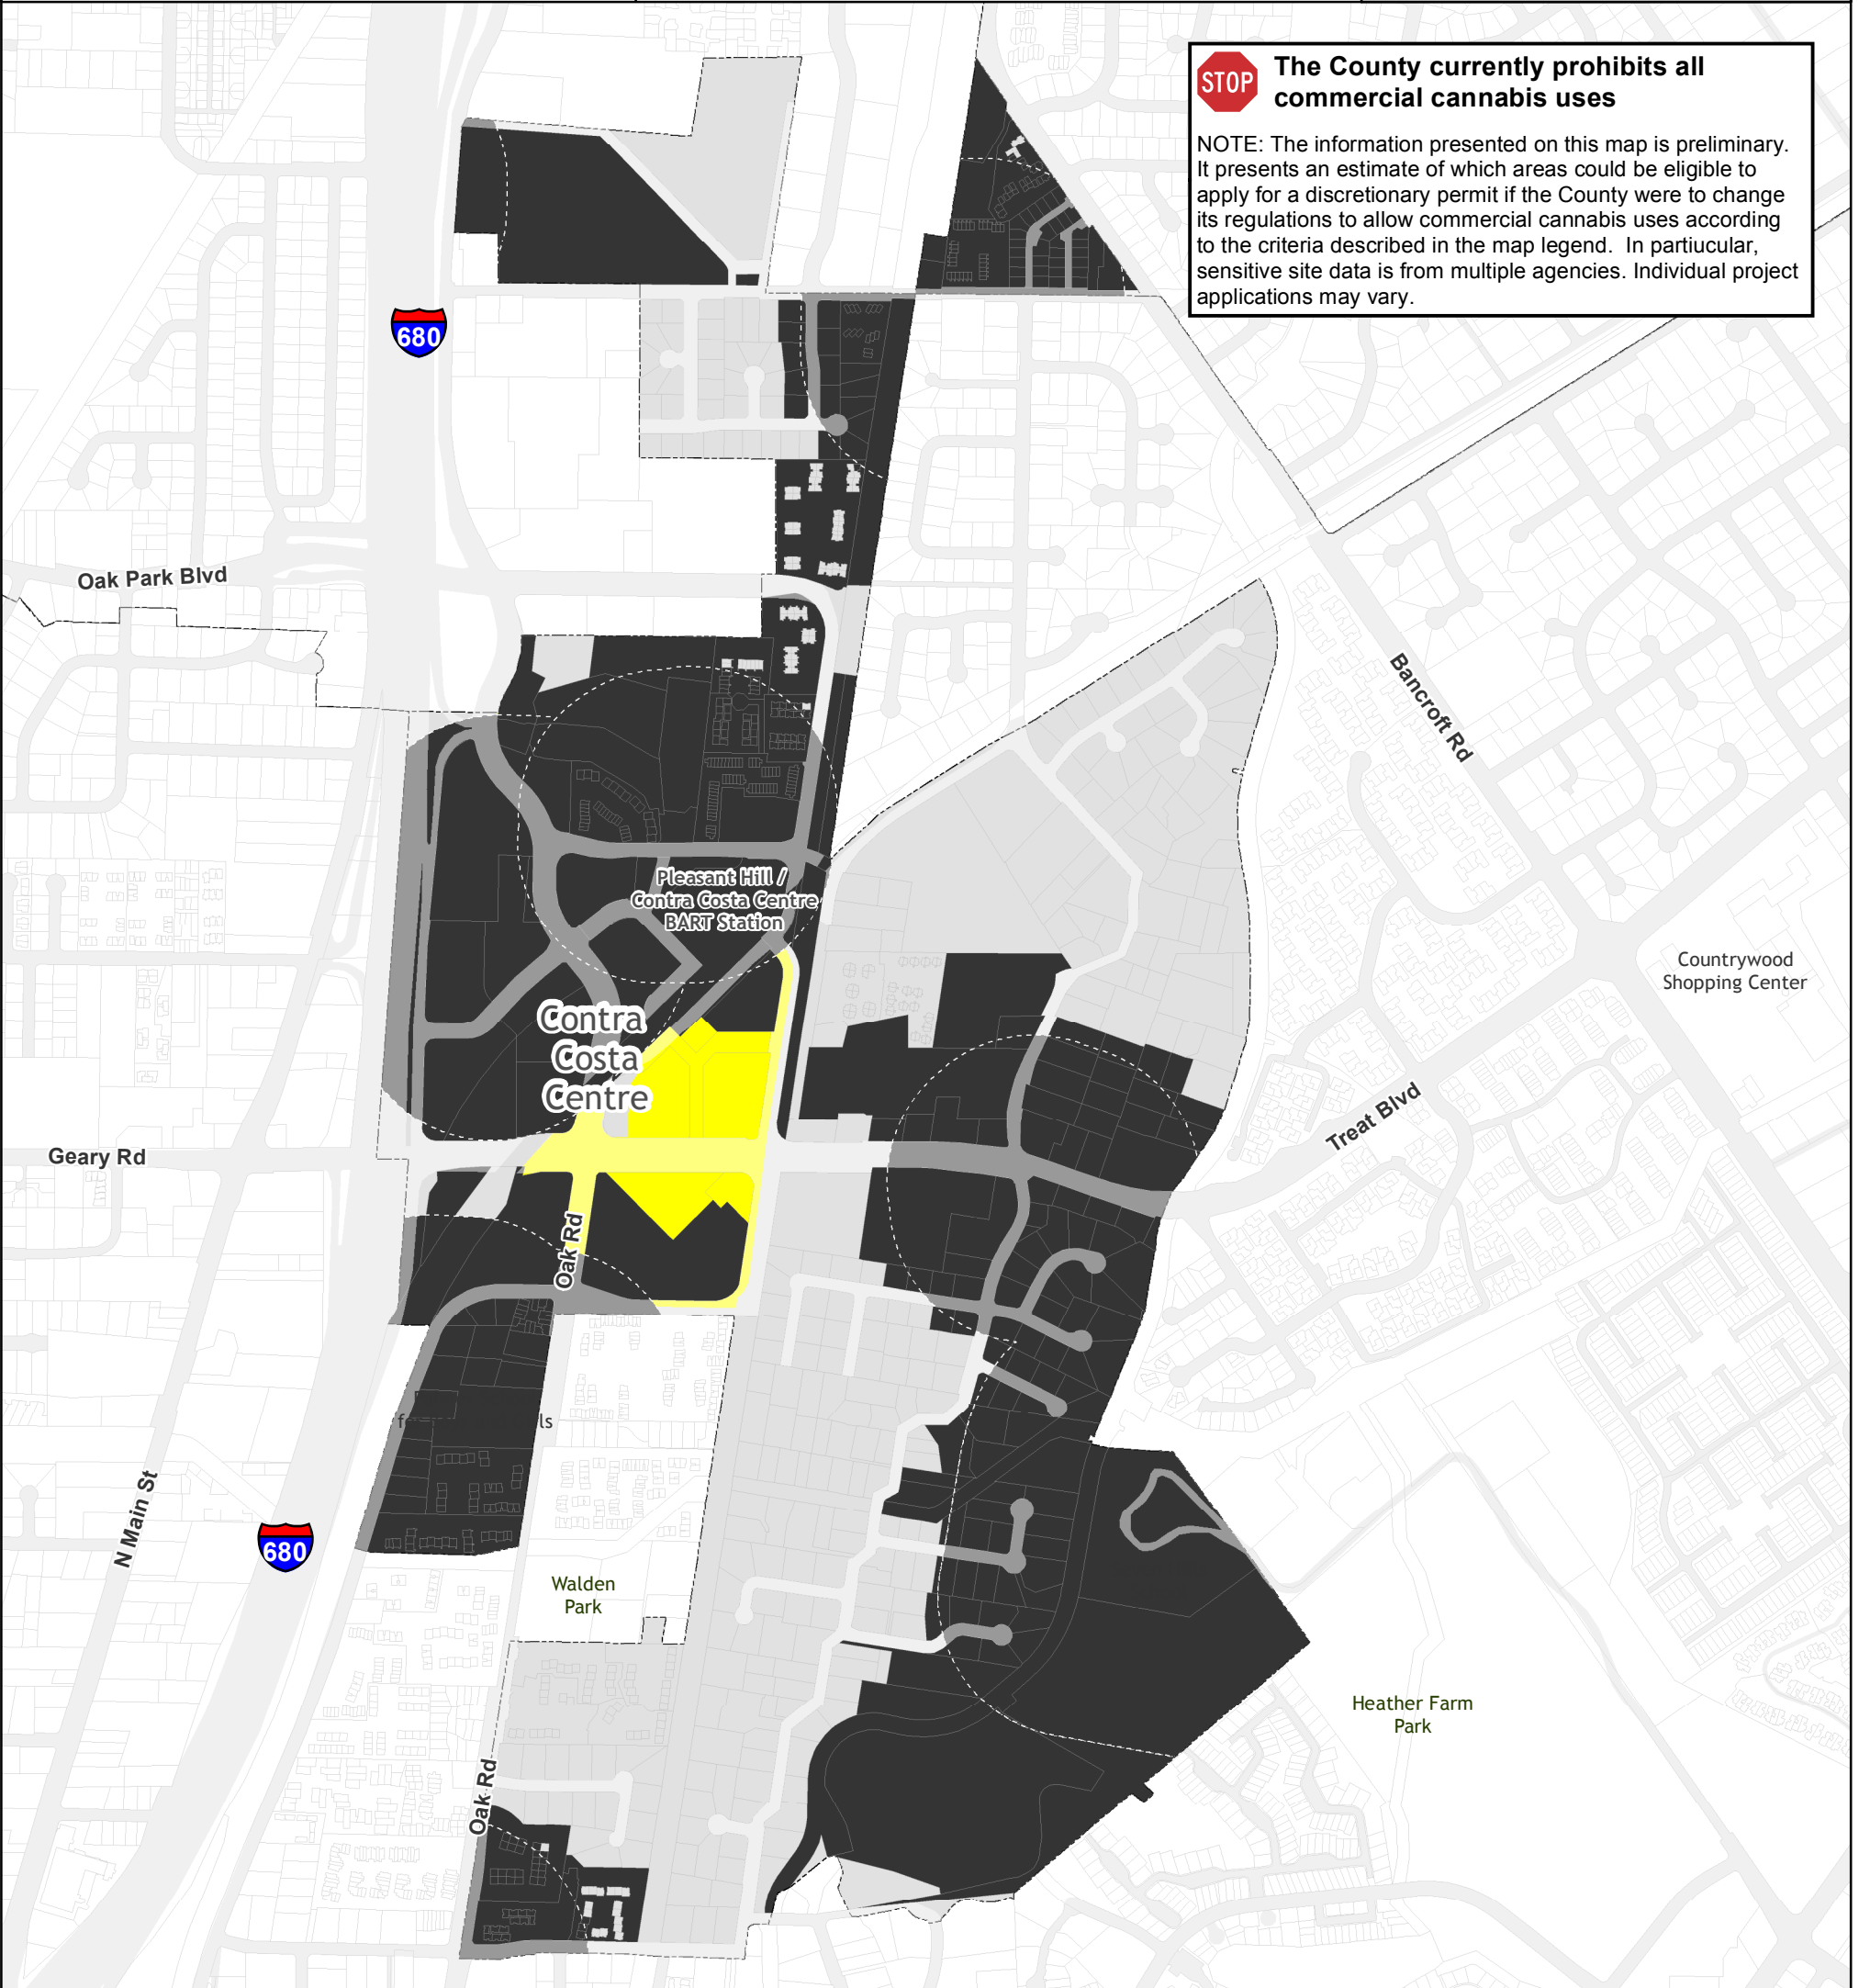 STOP
The County currently prohibits all
commercial cannabis uses
NOTE: The information presented on this map is preliminary.
It presents an estimate of which areas could be eligible to
apply for a discretionary permit if the County were to change
its regulations to allow commercial cannabis uses according
to the criteria described in the map legend. In partiucular,
sensitive site data is from multiple agencies. Individual project
applications may vary.
680
Oak Park Blvd
Bancroft Rd
Pleasant Hill /
Contra Costa Centre
BART Station
Countrywood
Shopping Center
Contra
Costa
Centre
Treat Blvd
Geary Rd
Oak Rd
ls
N Main St
680
Walden
Park
Heather Farm
Park
Oak Rd